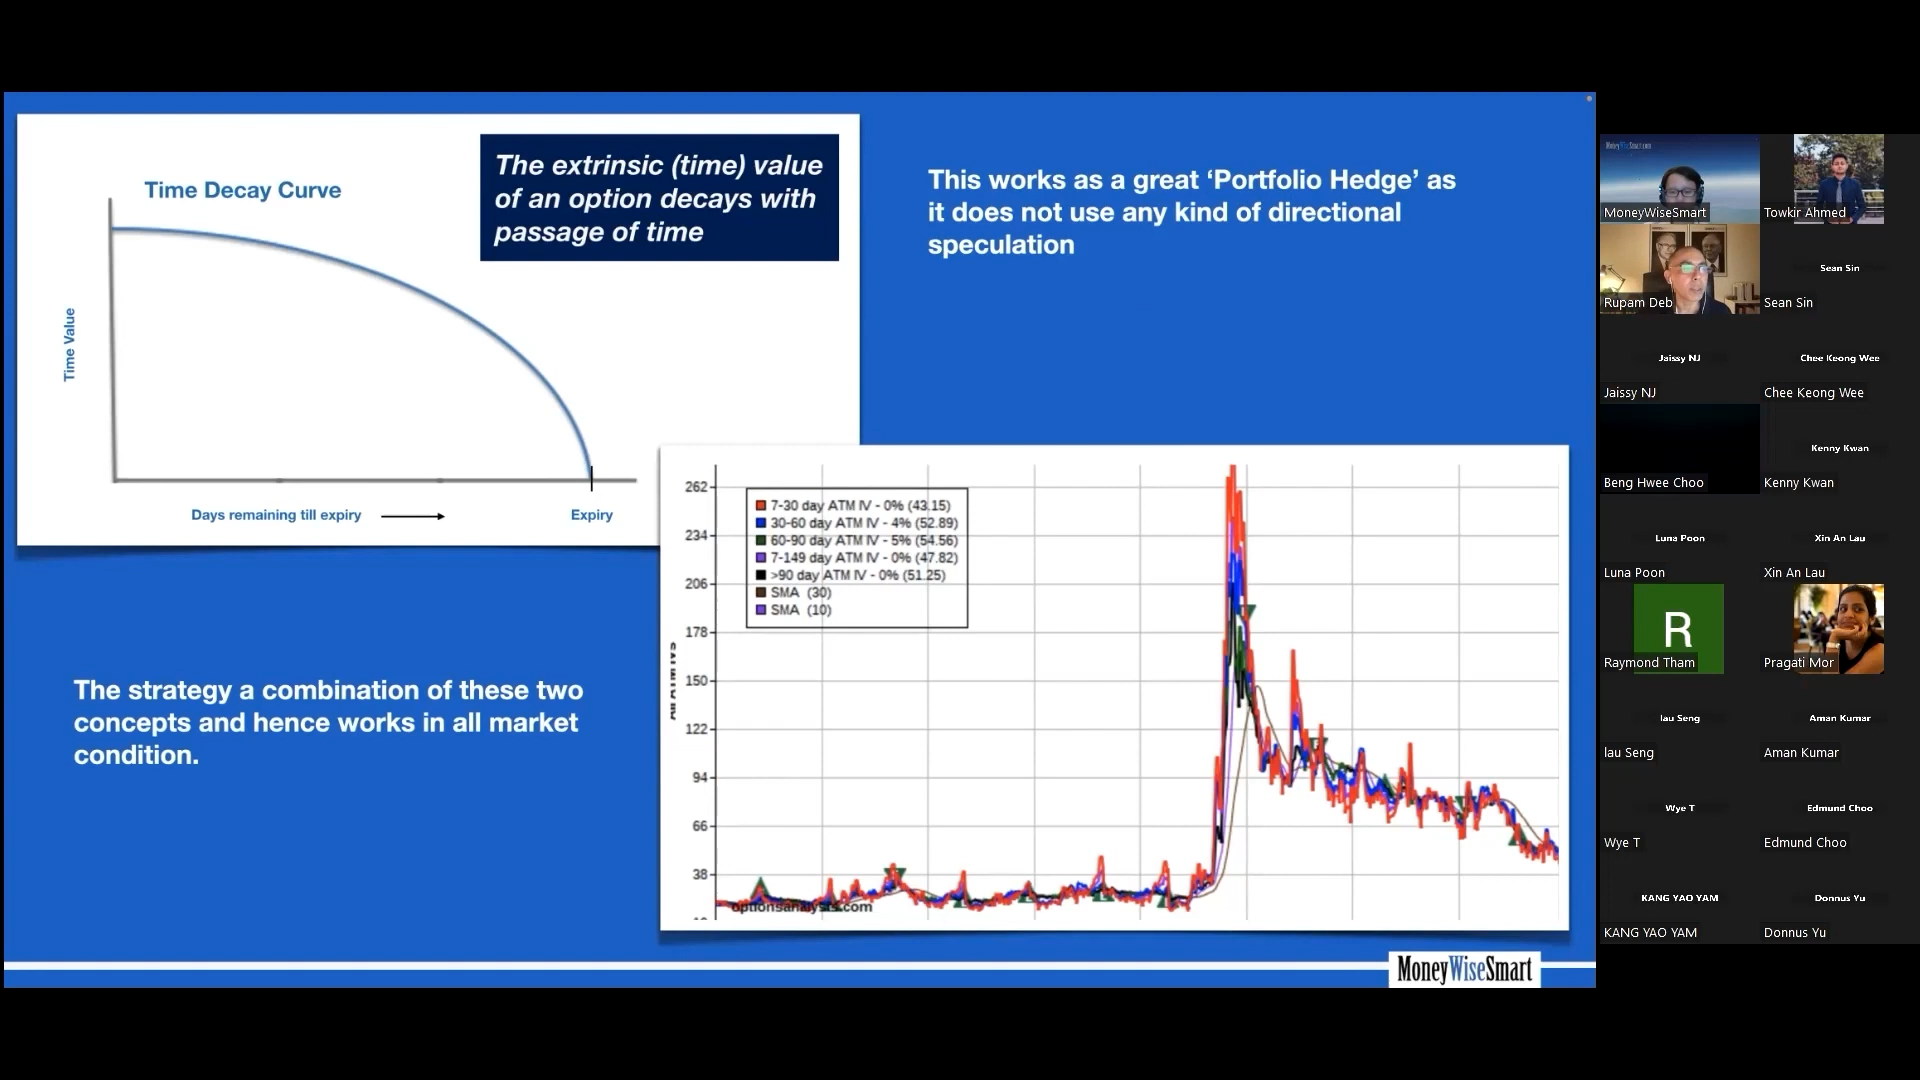 Time Decay Curve
The extrinsic (time) value
of an option decays with
passage of time
Time Value
Days remaining till expiry
Expiry
This works as a great ‘Portfolio Hedge’ as
it does not use any kind of directional
speculation
The strategy a combination of these two
concepts and hence works in all market
condition.
262
234
206
178
150
122
94
66
38
7-30 day ATM IV - 0% (43.15)
30-60 day ATM IV - 4% (52.89)
60-90 day ATM IV - 5% (54.56)
7-149 day ATM IV - 0% (47.82)
>90 day ATM IV - 0% (51.25)
SMA (30)
SMA (10)
optionsanalysis.com
MoneyWiseSmart
MoneyWiseSmart.com
MoneyWiseSmart
Towkir Ahmed
Rupam Deb
Sean Sin
Sean Sin
Jaissy NJ
Jaissy NJ
Chee Keong Wee
Chee Keong Wee
Beng Hwee Choo
Kenny Kwan
Kenny Kwan
Luna Poon
Luna Poon
Xin An Lau
Xin An Lau
R
Raymond Tham
Pragati Mor
lau Seng
lau Seng
Aman Kumar
Aman Kumar
Wye T
Wye T
Edmund Choo
Edmund Choo
KANG YAO YAM
KANG YAO YAM
Donnus Yu
Donnus Yu